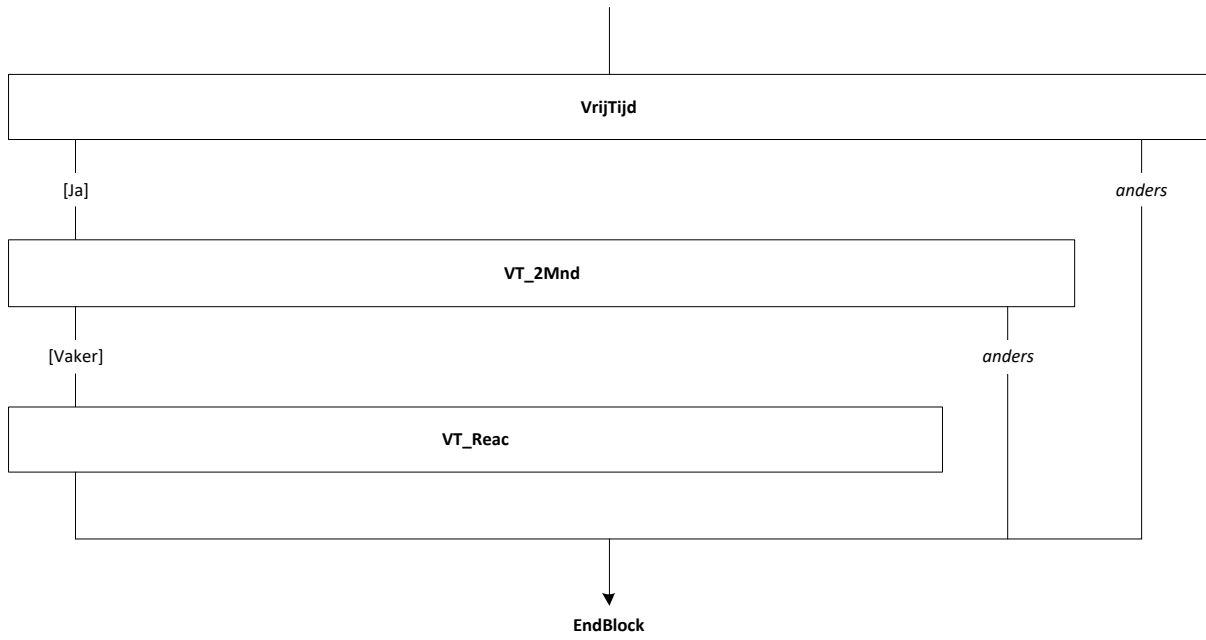 VrijTijd
[Ja]
anders
VT_2Mnd
[Vaker]
anders
VT_Reac
EndBlock